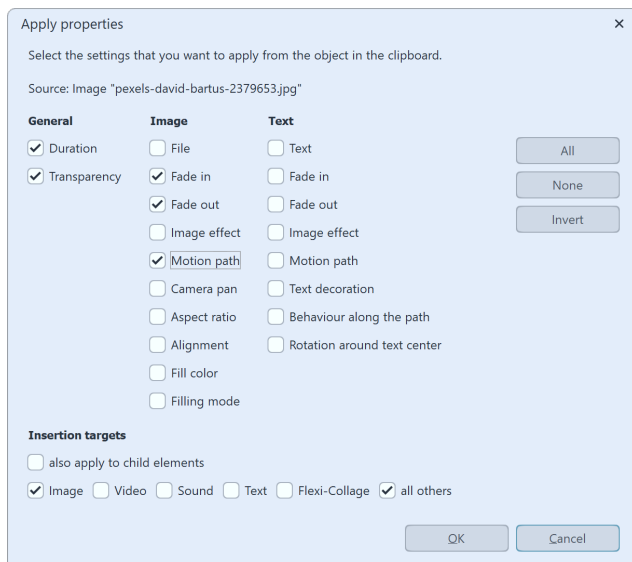 Apply properties
Select the settings that you want to apply from the object in the clipboard.
Source: Image "pexels-david-bartus-2379653.jpg"
General Image Text
Duration File Text All
Transparency Fade in Fade in None
Fade out Fade out Invert
Image effect Image effect
Motion path Motion path
Camera pan Text decoration
Aspect ratio Behaviour along the path
Alignment Rotation around text center
Fill color
Filling mode
Insertion targets
also apply to child elements
Image Video Sound Text Flexi-Collage all others
OK Cancel